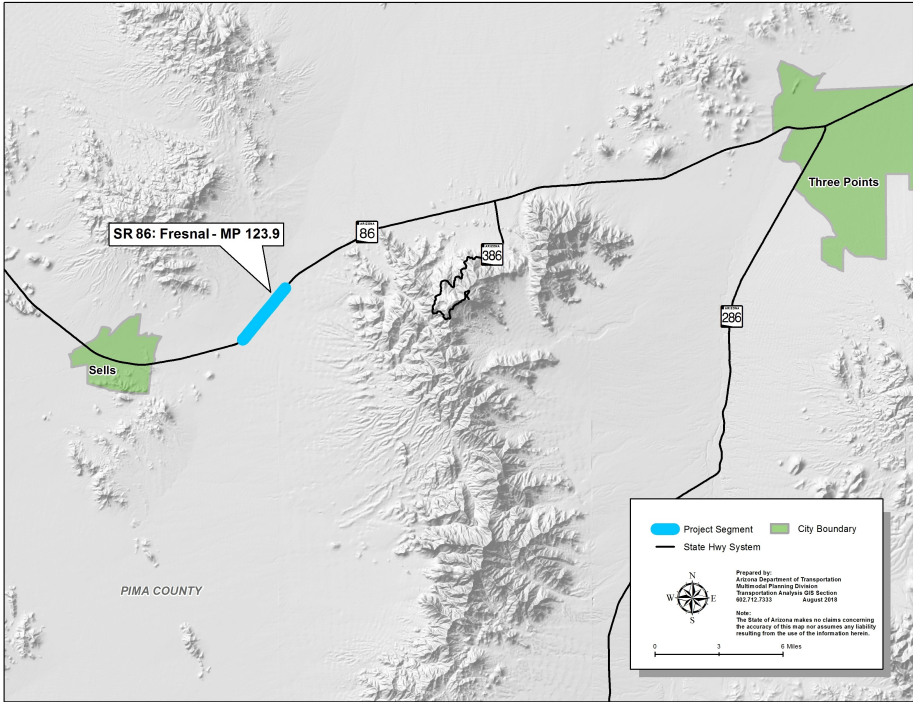 Three Points
SR 86: Fresnal - MP 123.9
ARIZONA
86
ARIZONA
386
ARIZONA
286
Sells
PIMA COUNTY
Project Segment
City Boundary
State Hwy System
N
W E
S
Prepared by:
Arizona Department of Transportation
Multimodal Planning Division
Transportation Analysis GIS Section
602.712.7333 August 2018
Note:
The State of Arizona makes no claims concerning
the accuracy of this map nor assumes any liability
resulting from the use of the information herein.
0 3 6 Miles